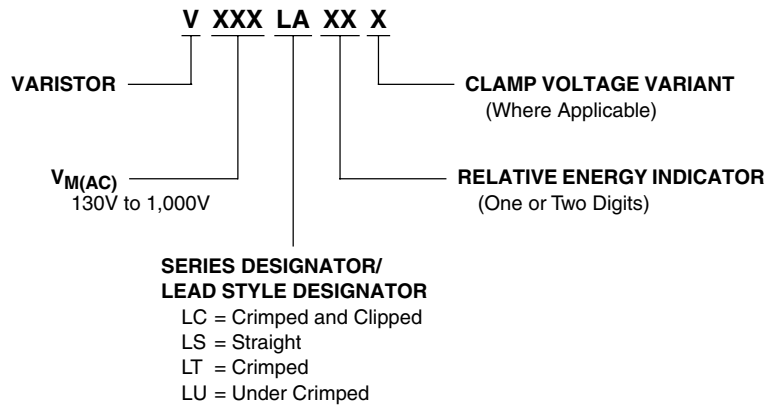 V XXX LA XX X
VARISTOR
CLAMP VOLTAGE VARIANT
(Where Applicable)
VM(AC)
130V to 1,000V
RELATIVE ENERGY INDICATOR
(One or Two Digits)
SERIES DESIGNATOR/
LEAD STYLE DESIGNATOR
LC = Crimped and Clipped
LS = Straight
LT = Crimped
LU = Under Crimped